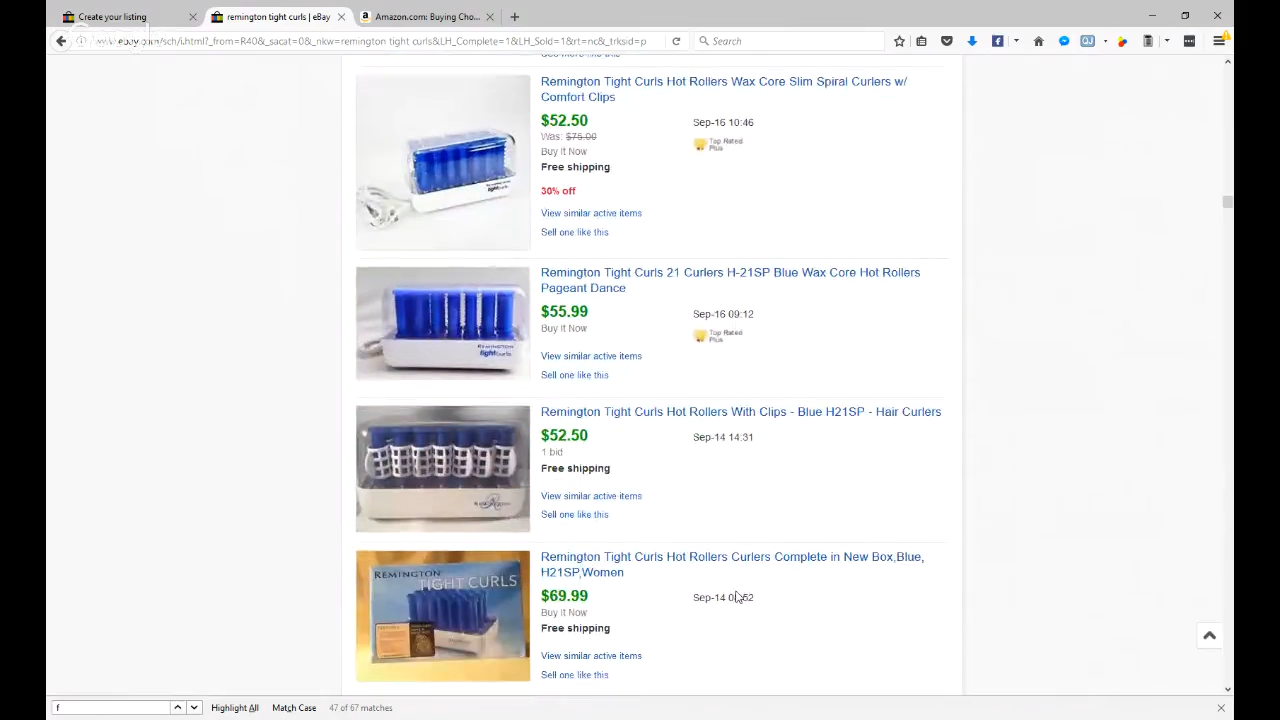 Create your listing
remington tight curls | eBay
Amazon.com: Buying Cho...
www.ebay.com/sch/i.html?_from=R40&_sacat=0&_nkw=remington tight curls&LH_Complete=1&LH_Sold=1&rt=nc&_trksid=p
Search
Remington Tight Curls Hot Rollers Wax Core Slim Spiral Curlers w/
Comfort Clips
$52.50
Sep-16 10:46
Was: $75.00
Top Rated
Plus
Buy It Now
Free shipping
30% off
View similar active items
Sell one like this
Remington Tight Curls 21 Curlers H-21SP Blue Wax Core Hot Rollers
Pageant Dance
$55.99
Sep-16 09:12
Buy It Now
Top Rated
Plus
REMINGTON
tightcurls
View similar active items
Sell one like this
Remington Tight Curls Hot Rollers With Clips - Blue H21SP - Hair Curlers
$52.50
Sep-14 14:31
1 bid
Free shipping
View similar active items
Sell one like this
Remington Tight Curls Hot Rollers Curlers Complete in New Box,Blue,
H21SP,Women
REMINGTON
TIGHT CURLS
$69.99
Sep-14
Buy It Now
Free shipping
View similar active items
Sell one like this
f
Highlight All
Match Case
47 of 67 matches